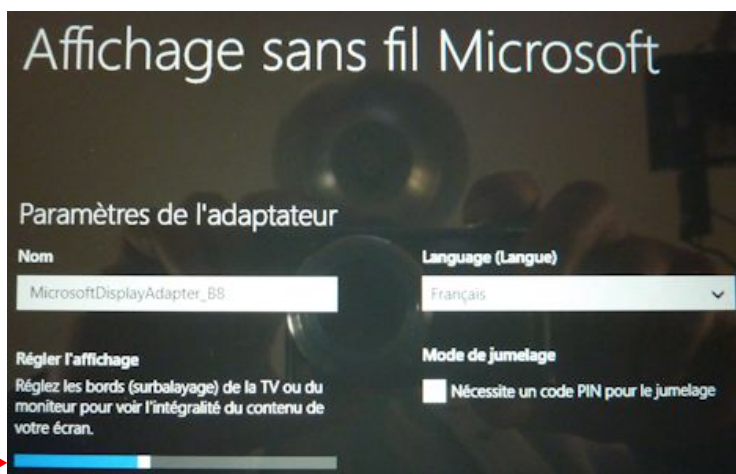 Affichage sans fil Microsoft
Paramètres de l'adaptateur
Nom
MicrosoftDisplayAdapter_B8
Language (Langue)
Français
Régler l'affichage
Réglez les bords (surbalayage) de la TV ou du
moniteur pour voir l'intégralité du contenu de
votre écran.
Mode de jumelage
Nécessite un code PIN pour le jumelage